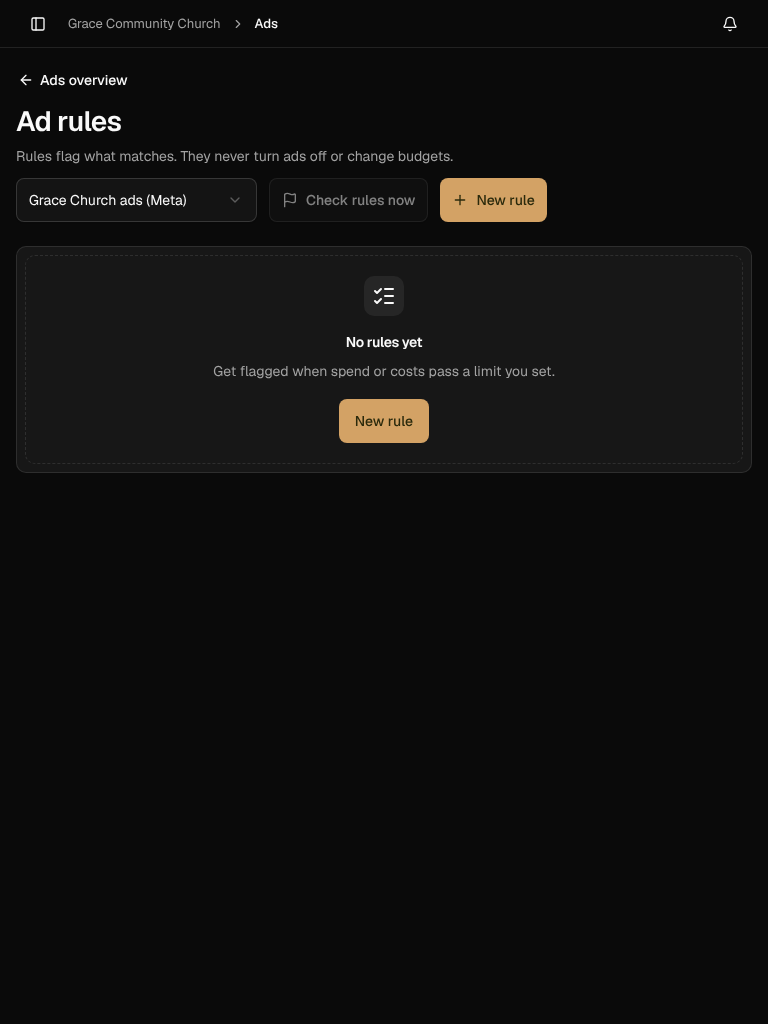 Grace Community Church > Ads
Ads overview
Ad rules
Rules flag what matches. They never turn ads off or change budgets.
Grace Church ads (Meta)
Check rules now
New rule
No rules yet
Get flagged when spend or costs pass a limit you set.
New rule